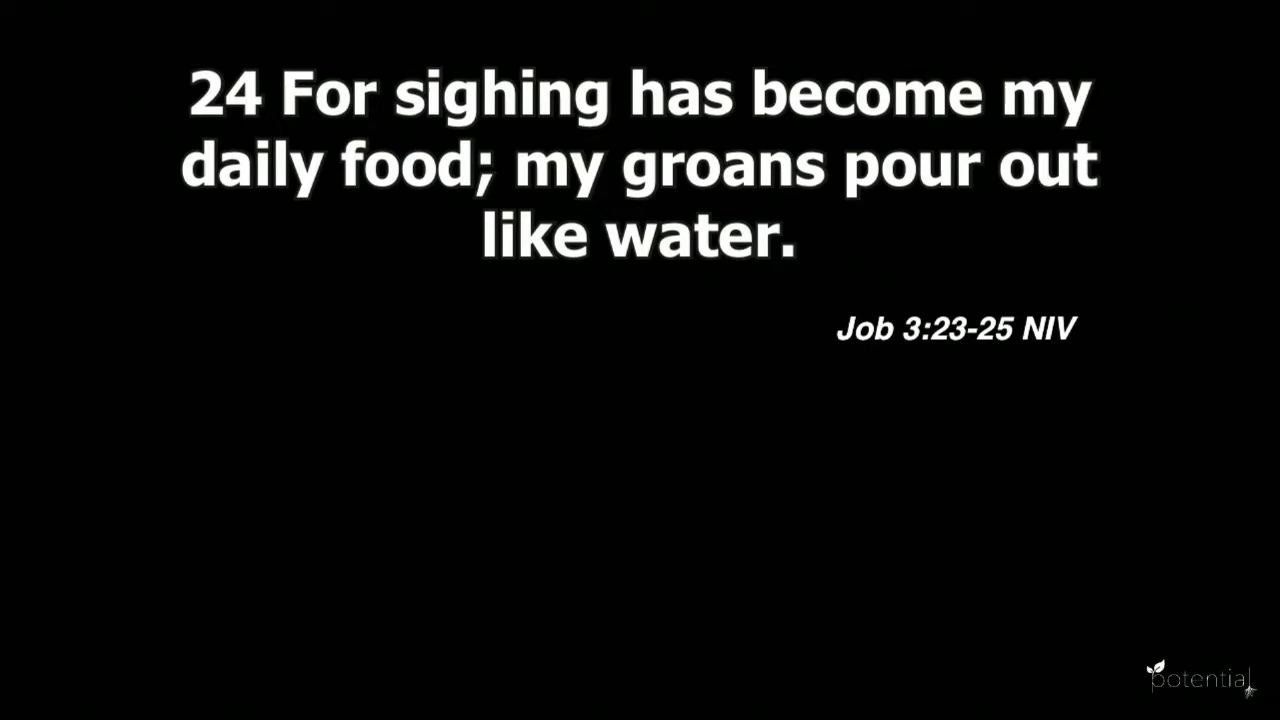 24 For sighing has become my
daily food; my groans pour out
like water.
Job 3:23-25 NIV
potential